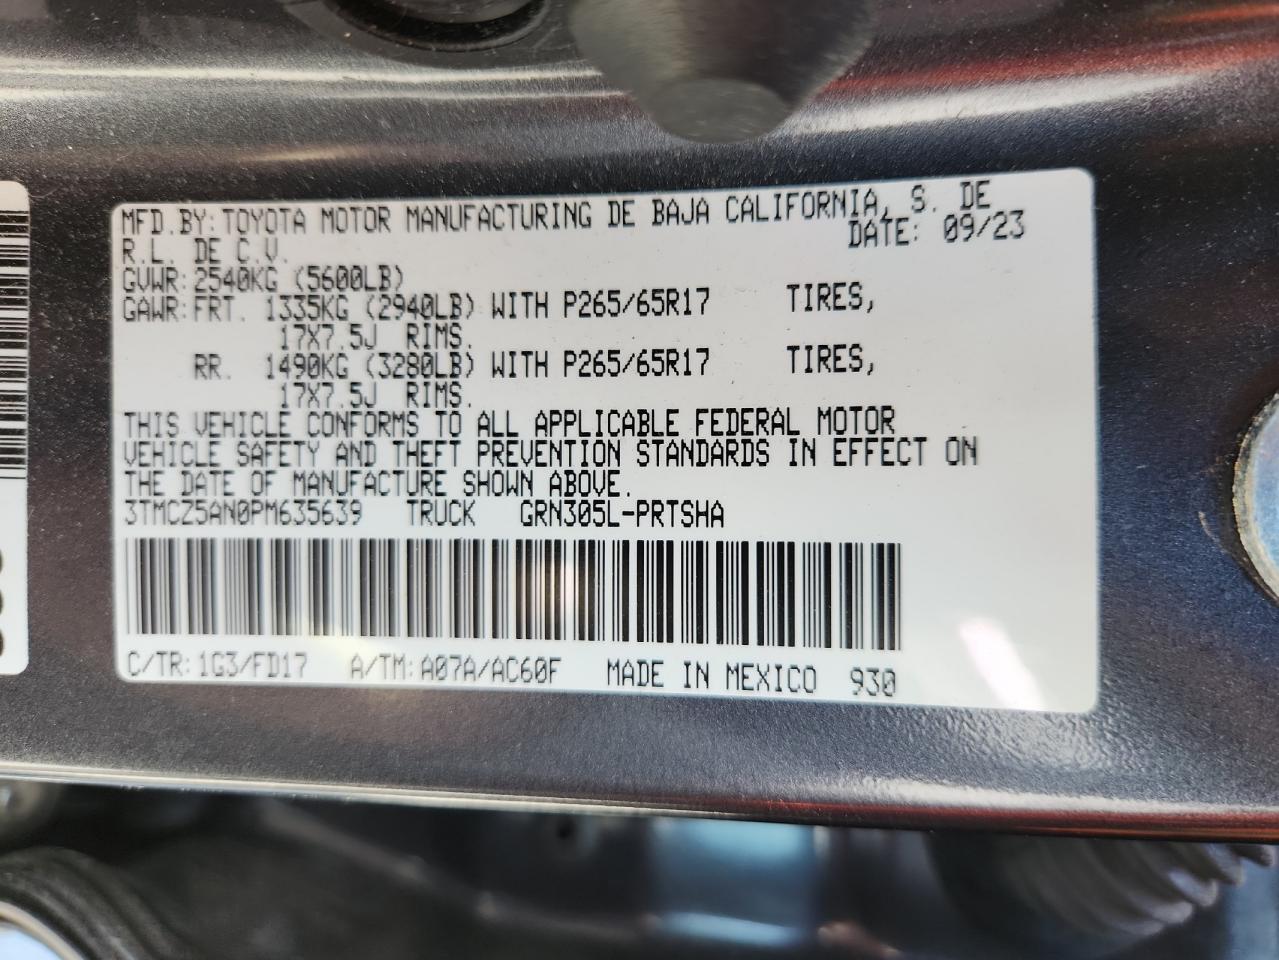 MFD.BY: TOYOTA MOTOR MANUFACTURING DE BAJA CALIFORNIA, S. DE
R.L. DE C.V. DATE: 09/23
GVWR: 2540KG (5600LB)
GAWR: FRT. 1335KG (2940LB) WITH P265/65R17 TIRES,
17X7.5J RIMS.
RR. 1490KG (3280LB) WITH P265/65R17 TIRES,
17X7.5J RIMS.
THIS VEHICLE CONFORMS TO ALL APPLICABLE FEDERAL MOTOR
VEHICLE SAFETY AND THEFT PREVENTION STANDARDS IN EFFECT ON
THE DATE OF MANUFACTURE SHOWN ABOVE.
3TMCZ5AN0PM635639 TRUCK GRN305L-PRTSHA
C/TR: 1G3/FD17 A/TM: A07A/AC60F MADE IN MEXICO 930